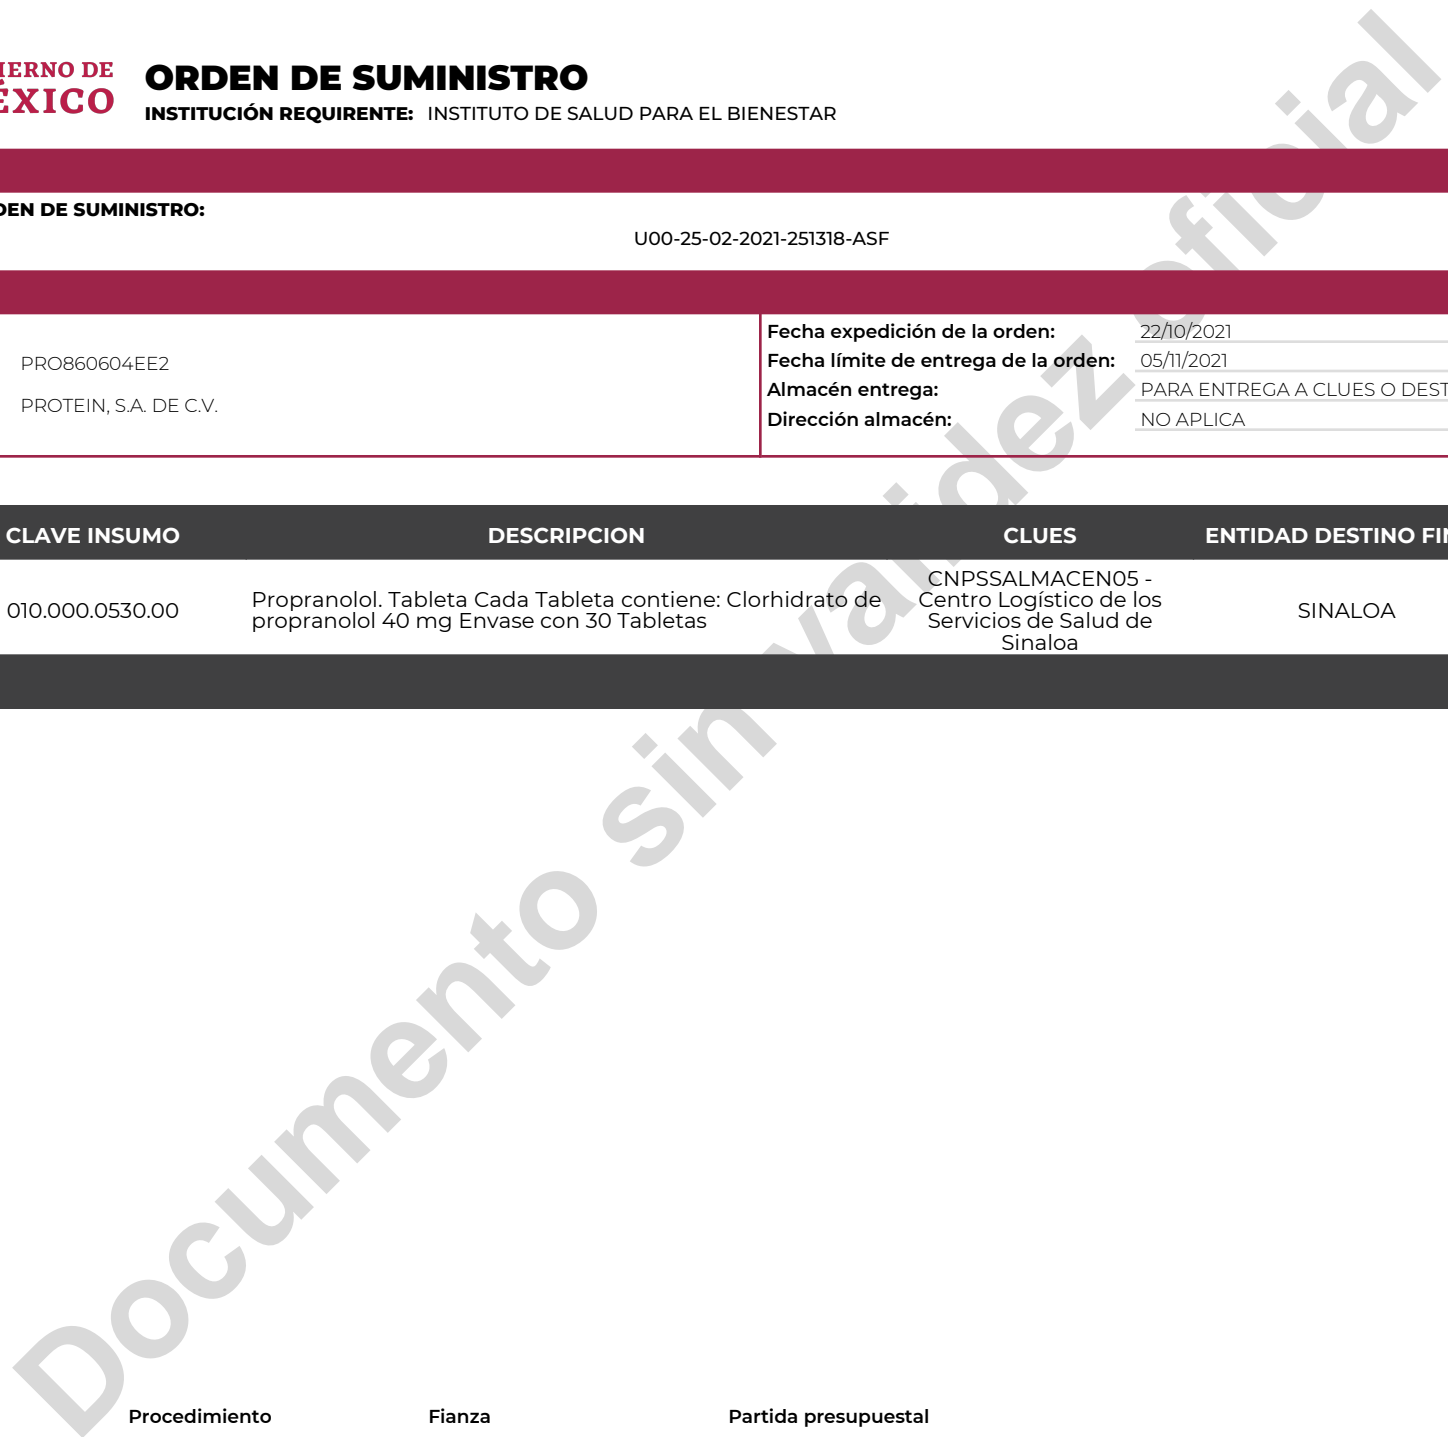 IERNO DE
ÉXICO
ORDEN DE SUMINISTRO
INSTITUCIÓN REQUIRENTE: INSTITUTO DE SALUD PARA EL BIENESTAR
DEN DE SUMINISTRO:
U00-25-02-2021-251318-ASF
PRO860604EE2
PROTEIN, S.A. DE C.V.
Fecha expedición de la orden: 22/10/2021
Fecha límite de entrega de la orden: 05/11/2021
Almacén entrega: PARA ENTREGA A CLUES O DEST
Dirección almacén: NO APLICA
CLAVE INSUMO DESCRIPCION CLUES ENTIDAD DESTINO FIN
010.000.0530.00
Propranolol. Tableta Cada Tableta contiene: Clorhidrato de
propranolol 40 mg Envase con 30 Tabletas
CNPSSALMACEN05 -
Centro Logístico de los
Servicios de Salud de
Sinaloa
SINALOA
Documento sin validez oficial
Procedimiento Fianza Partida presupuestal